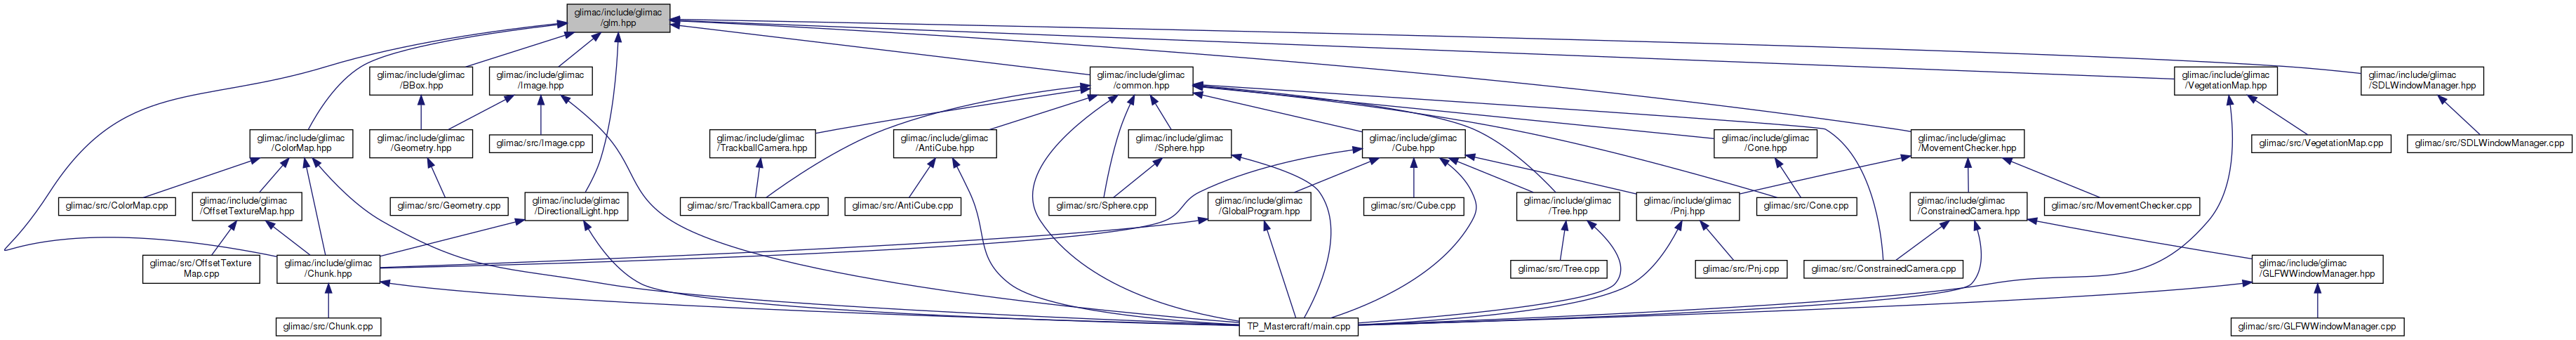 glimac/include/glimac
/glm.hpp
glimac/include/glimac
/BBox.hpp
glimac/include/glimac
/Image.hpp
glimac/include/glimac
/common.hpp
glimac/include/glimac
/VegetationMap.hpp
glimac/include/glimac
/SDLWindowManager.hpp
glimac/include/glimac
/ColorMap.hpp
glimac/include/glimac
/Geometry.hpp
glimac/src/Image.cpp
glimac/include/glimac
/TrackballCamera.hpp
glimac/include/glimac
/AntiCube.hpp
glimac/include/glimac
/Sphere.hpp
glimac/include/glimac
/Cube.hpp
glimac/include/glimac
/Cone.hpp
glimac/include/glimac
/MovementChecker.hpp
glimac/src/VegetationMap.cpp
glimac/src/SDLWindowManager.cpp
glimac/src/ColorMap.cpp
glimac/include/glimac
/OffsetTextureMap.hpp
glimac/src/Geometry.cpp
glimac/include/glimac
/DirectionalLight.hpp
glimac/src/TrackballCamera.cpp
glimac/src/AntiCube.cpp
glimac/src/Sphere.cpp
glimac/include/glimac
/GlobalProgram.hpp
glimac/src/Cube.cpp
glimac/include/glimac
/Tree.hpp
glimac/include/glimac
/Pnj.hpp
glimac/src/Cone.cpp
glimac/include/glimac
/ConstrainedCamera.hpp
glimac/src/MovementChecker.cpp
glimac/src/OffsetTexture
Map.cpp
glimac/include/glimac
/Chunk.hpp
glimac/src/Tree.cpp
glimac/src/Pnj.cpp
glimac/src/ConstrainedCamera.cpp
glimac/include/glimac
/GLFWWindowManager.hpp
glimac/src/Chunk.cpp
TP_Mastercraft/main.cpp
glimac/src/GLFWWindowManager.cpp